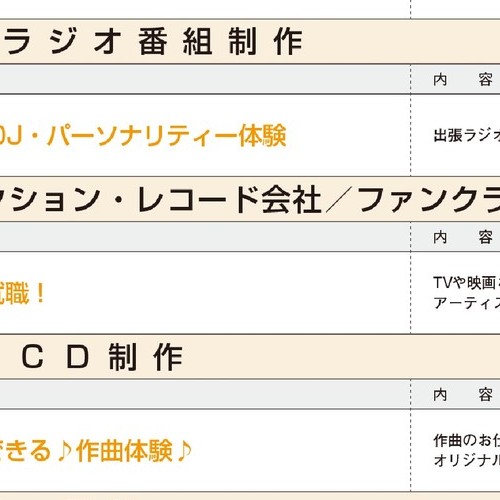 ラジオ番組制作
内 容
DJ・パーソナリティー体験
出張ラジオ
クション・レコード会社／ファンクラ
内 容
就職！
TVや映画
アーティス
CD制作
内 容
できる♪作曲体験♪
作曲のお仕
オリジナル